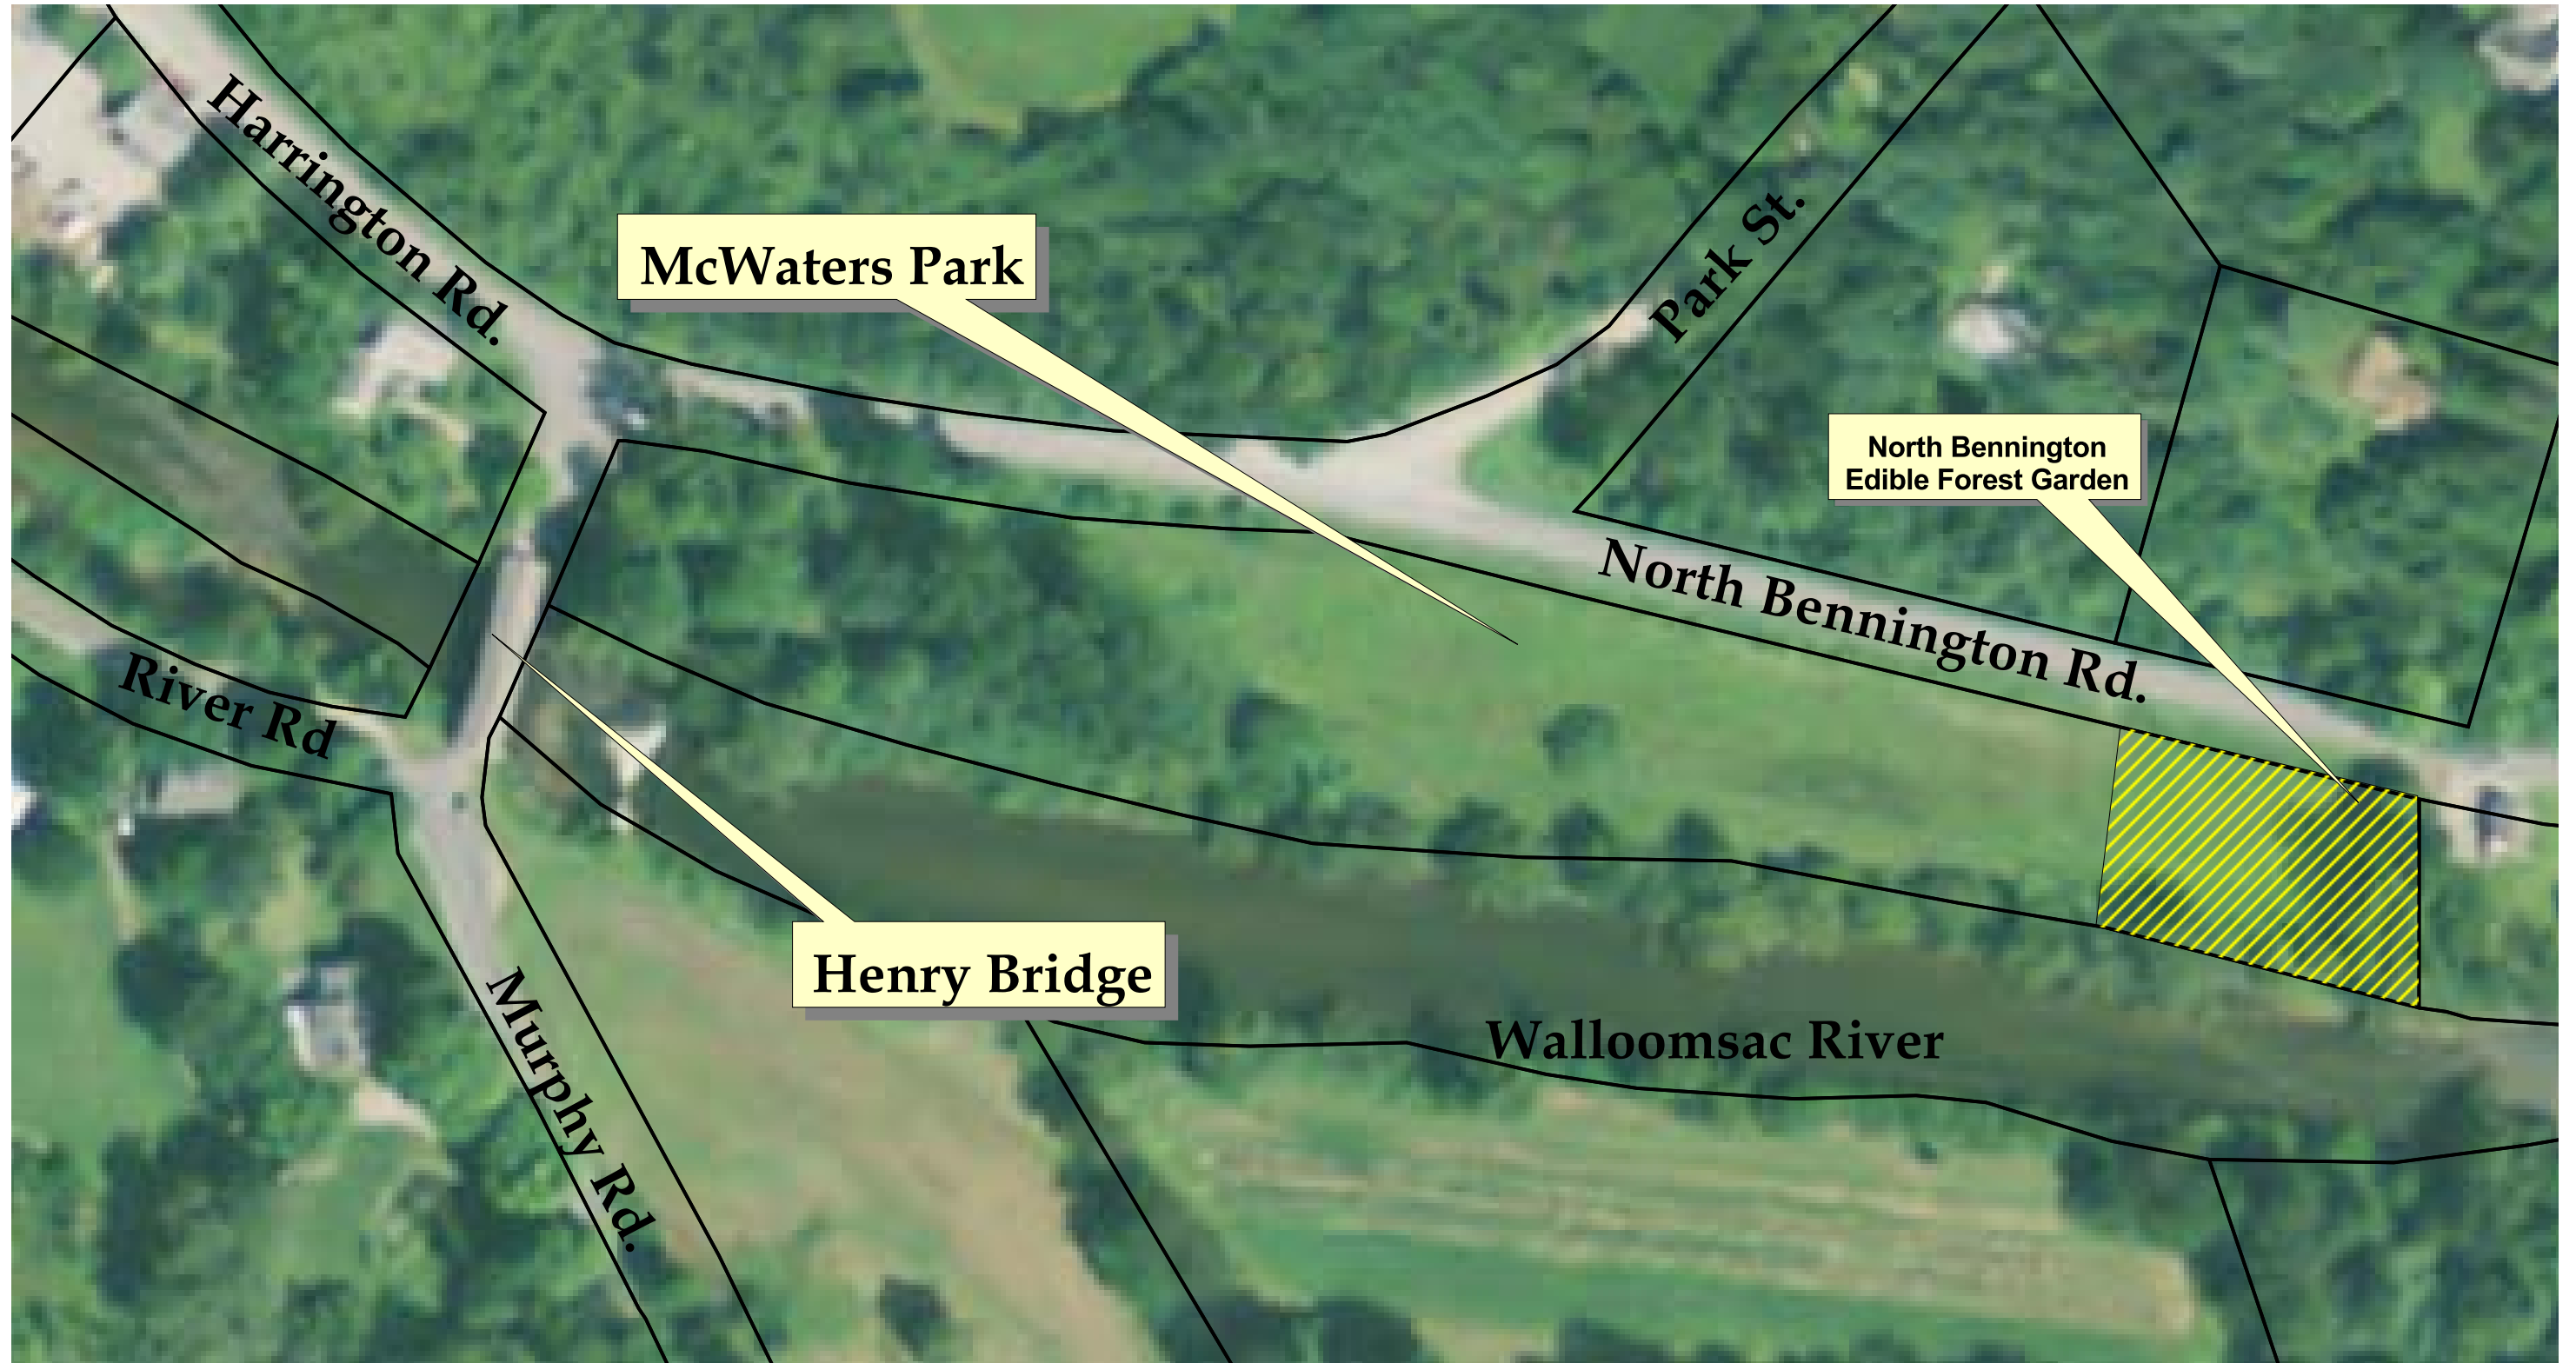 Harrington Rd.
McWaters Park
Park St.
North Bennington
Edible Forest Garden
North Bennington Rd.
River Rd
Henry Bridge
Walloomsac River
Murphy Rd.